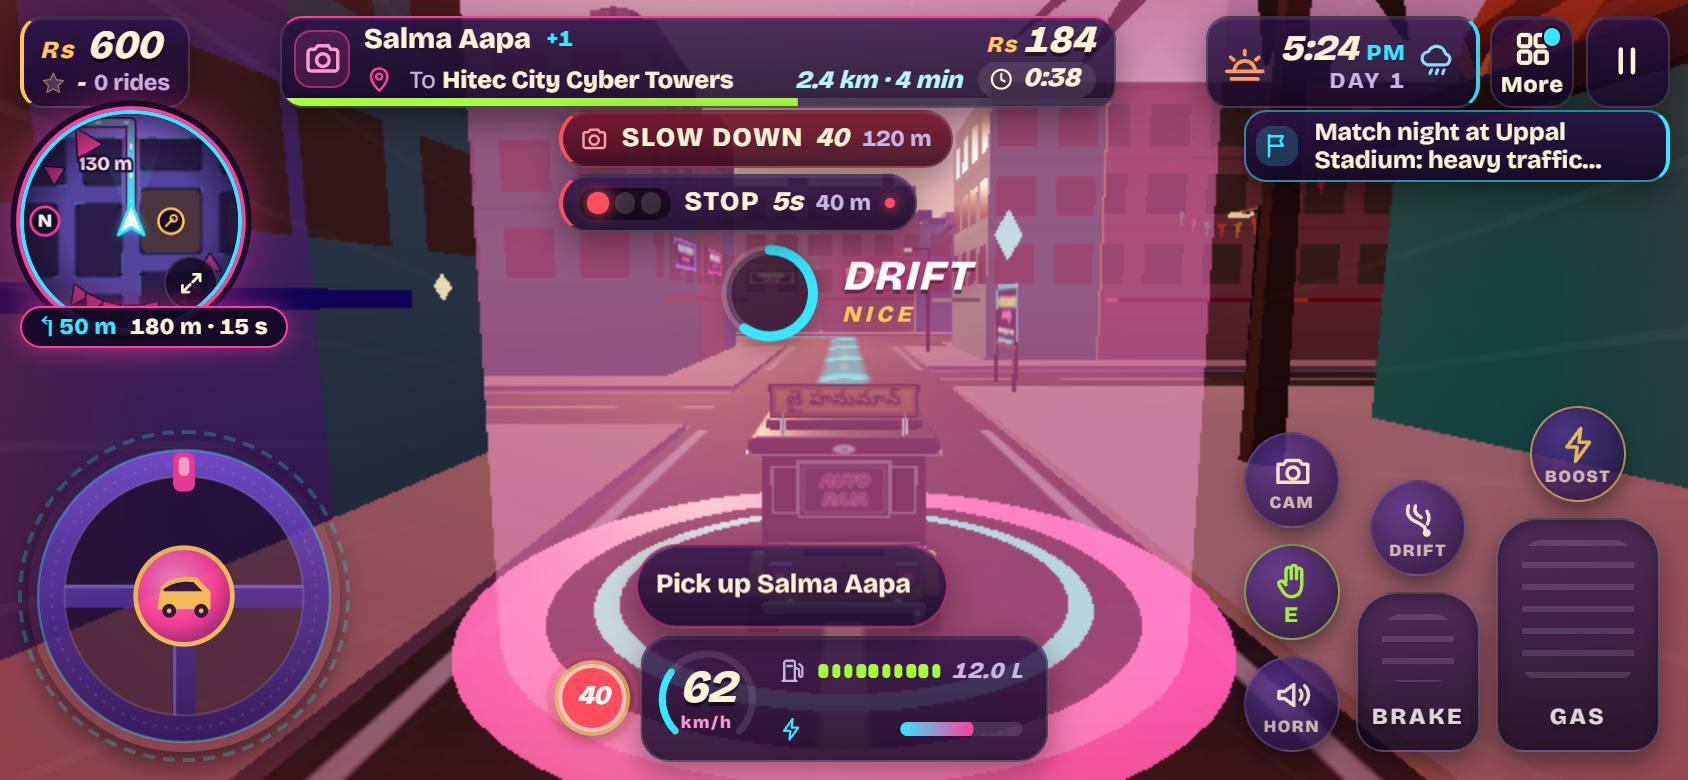 Rs 600
- 0 rides
Salma Aapa +1
Rs 184
To Hitec City Cyber Towers
2.4 km · 4 min
0:38
5:24 PM
DAY 1
More
130 m
N
SLOW DOWN 40 120 m
STOP 5s 40 m
Match night at Uppal
Stadium: heavy traffic...
DRIFT
NICE
50 m 180 m · 15 s
జై హనుమాన్
AUTO
RAJA
Pick up Salma Aapa
CAM
BOOST
DRIFT
E
HORN
BRAKE
GAS
40
62
km/h
12.0 L